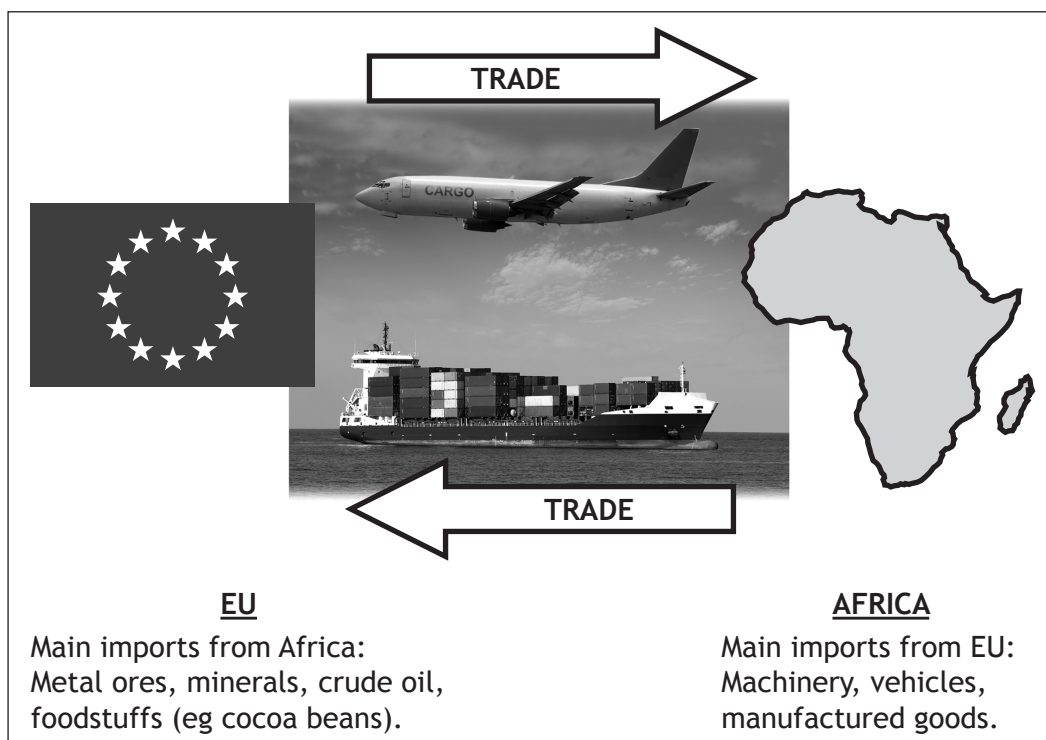 TRADE
CARGO
TRADE
EU
Main imports from Africa:
Metal ores, minerals, crude oil,
foodstuffs (eg cocoa beans).
AFRICA
Main imports from EU:
Machinery, vehicles,
manufactured goods.